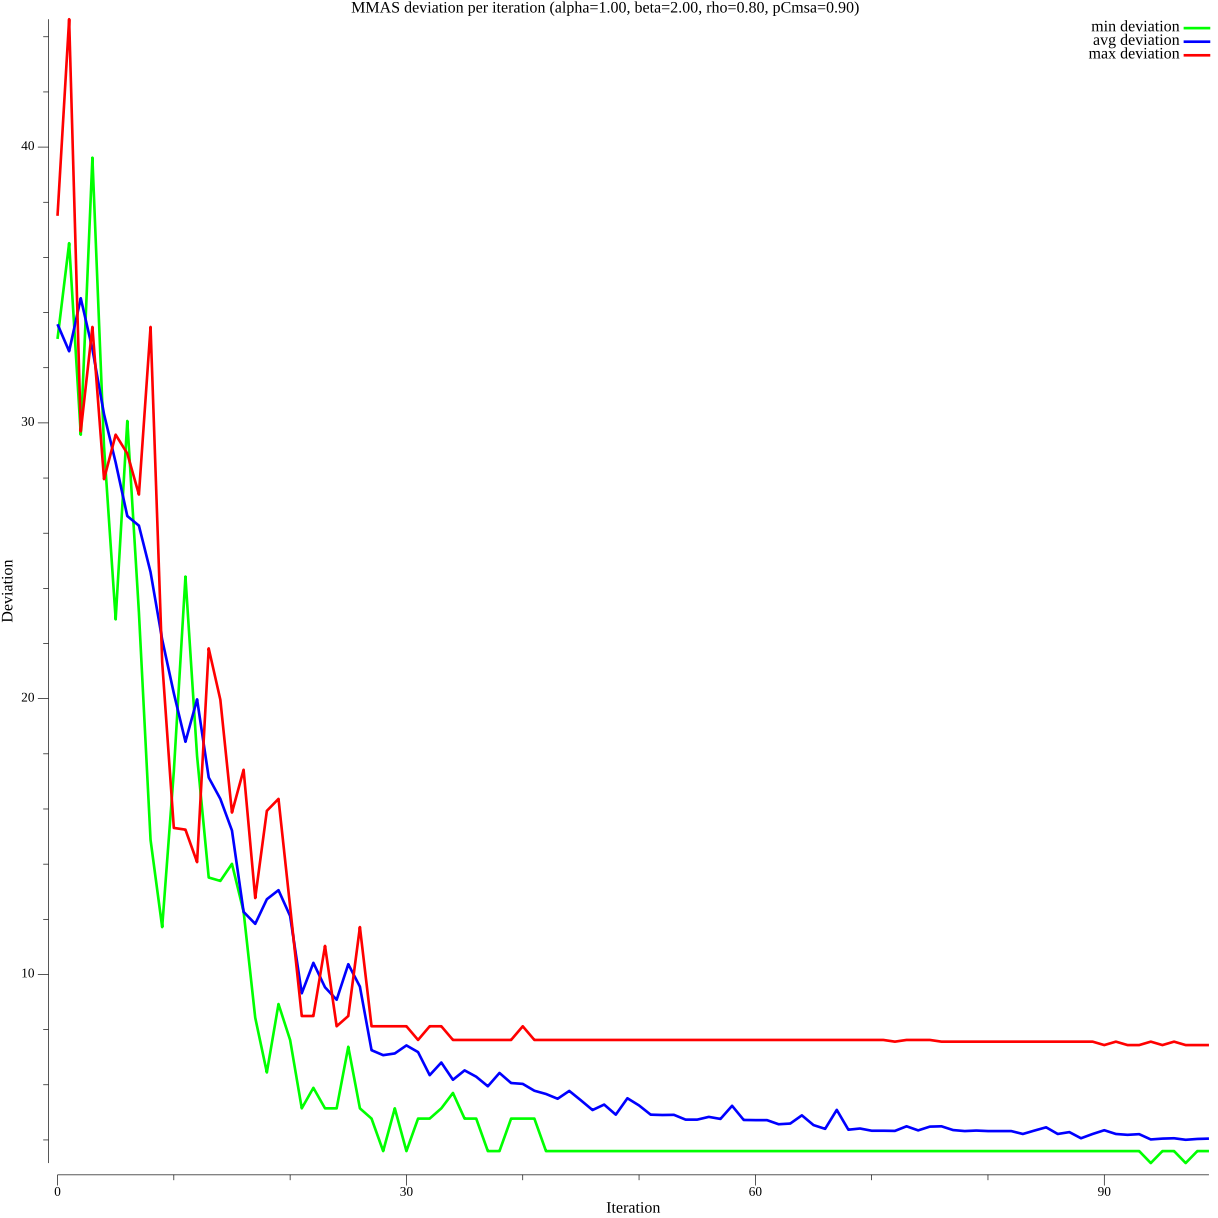 MMAS deviation per iteration (alpha=1.00, beta=2.00, rho=0.80, pCmsa=0.90)
min deviation
avg deviation
max deviation
40
30
20
10
Deviation
0
30
60
90
Iteration